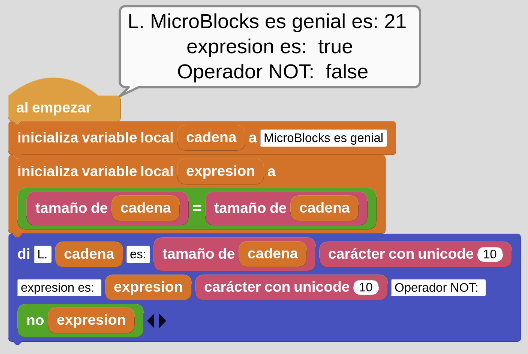 L. MicroBlocks es genial es: 21
expresion es: true
Operador NOT: false
al empezar
inicializa variable local cadena a MicroBlocks es genial
inicializa variable local expresion a
tamaño de cadena = tamaño de cadena
di L. cadena es: tamaño de cadena carácter con unicode 10
expresion es: expresion carácter con unicode 10 Operador NOT:
no expresion